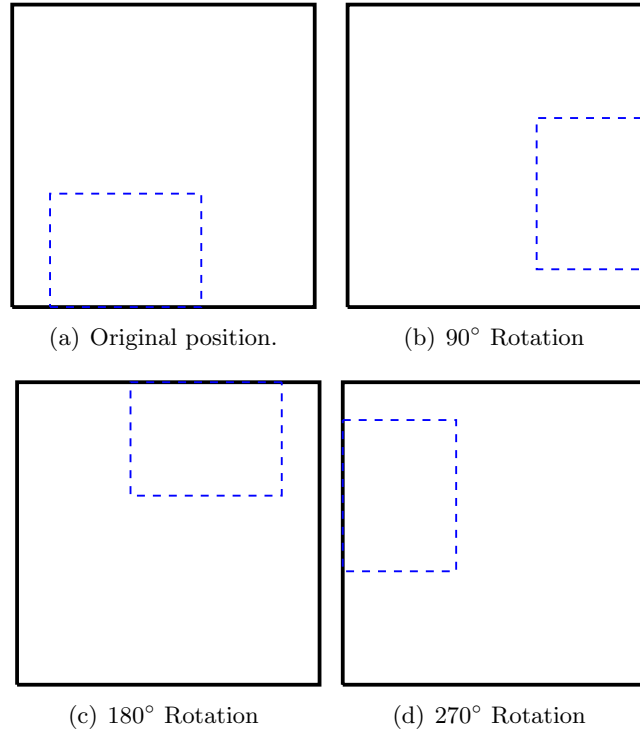 (a) Original position.
(b) 90° Rotation
(c) 180° Rotation
(d) 270° Rotation